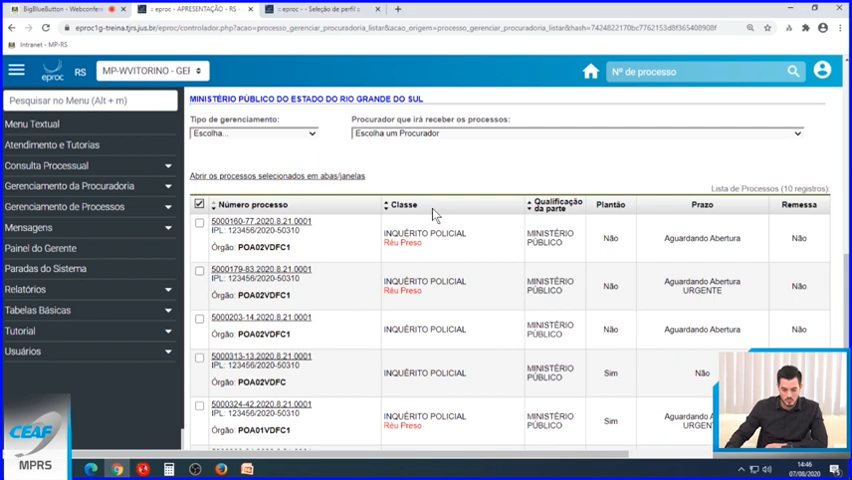 BigBlueButton - Webconferên
eproc - APRESENTAÇÃO - RS -
:: eproc - - Seleção de perfil ::
eproc1g-treina.tjrs.jus.br/eproc/controlador.php?acao=processo_gerenciar_procuradoria_listar&acao_origem=processo_gerenciar_procuradoria_listar&hash=7424822170bc7762153d8f365408908
Intranet - MP-RS
eproc
RS
MP-WVITORINO - GEF
Nº de processo
Pesquisar no Menu (Alt + m)
Menu Textual
Atendimento e Tutorias
Consulta Processual
Gerenciamento da Procuradoria
Gerenciamento de Processos
Mensagens
Painel do Gerente
Paradas do Sistema
Relatórios
Tabelas Básicas
Tutorial
Usuários
MINISTÉRIO PÚBLICO DO ESTADO DO RIO GRANDE DO SUL
Tipo de gerenciamento:
Procurador que irá receber os processos:
Escolha...
Escolha um Procurador
Abrir os processos selecionados em abas/janelas
Lista de Processos (10 registros):
Número processo
Classe
Qualificação da parte
Plantão
Prazo
Remessa
5000160-77.2020.8.21.0001
IPL: 123456/2020-50310
Órgão: POA02VDFC1
INQUÉRITO POLICIAL
Réu Preso
MINISTÉRIO PÚBLICO
Não
Aguardando Abertura
Não
5000179-83.2020.8.21.0001
IPL: 123456/2020-50310
Órgão: POA02VDFC1
INQUÉRITO POLICIAL
Réu Preso
MINISTÉRIO PÚBLICO
Não
Aguardando Abertura
URGENTE
Não
5000203-14.2020.8.21.0001
IPL: 123456/2020-50310
Órgão: POA02VDFC1
INQUÉRITO POLICIAL
MINISTÉRIO PÚBLICO
Não
Aguardando Abertura
Não
5000313-13.2020.8.21.0001
IPL: 123456/2020-50310
Órgão: POA02VDFC
INQUÉRITO POLICIAL
MINISTÉRIO PÚBLICO
Sim
Não
5000324-42.2020.8.21.0001
IPL: 123456/2020-50310
Órgão: POA01VDFC1
INQUÉRITO POLICIAL
Réu Preso
MINISTÉRIO PÚBLICO
Sim
CEAF
MPRS
14:46
07/08/2020